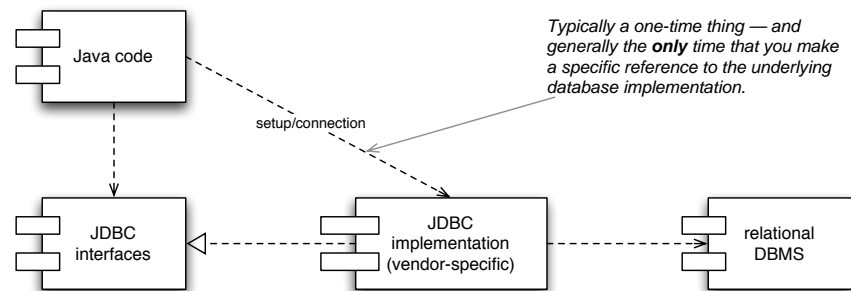 Java code
Typically a one-time thing — and
generally the only time that you make
a specific reference to the underlying
database implementation.
setup/connection
JDBC
interfaces
JDBC
implementation
(vendor-specific)
relational
DBMS